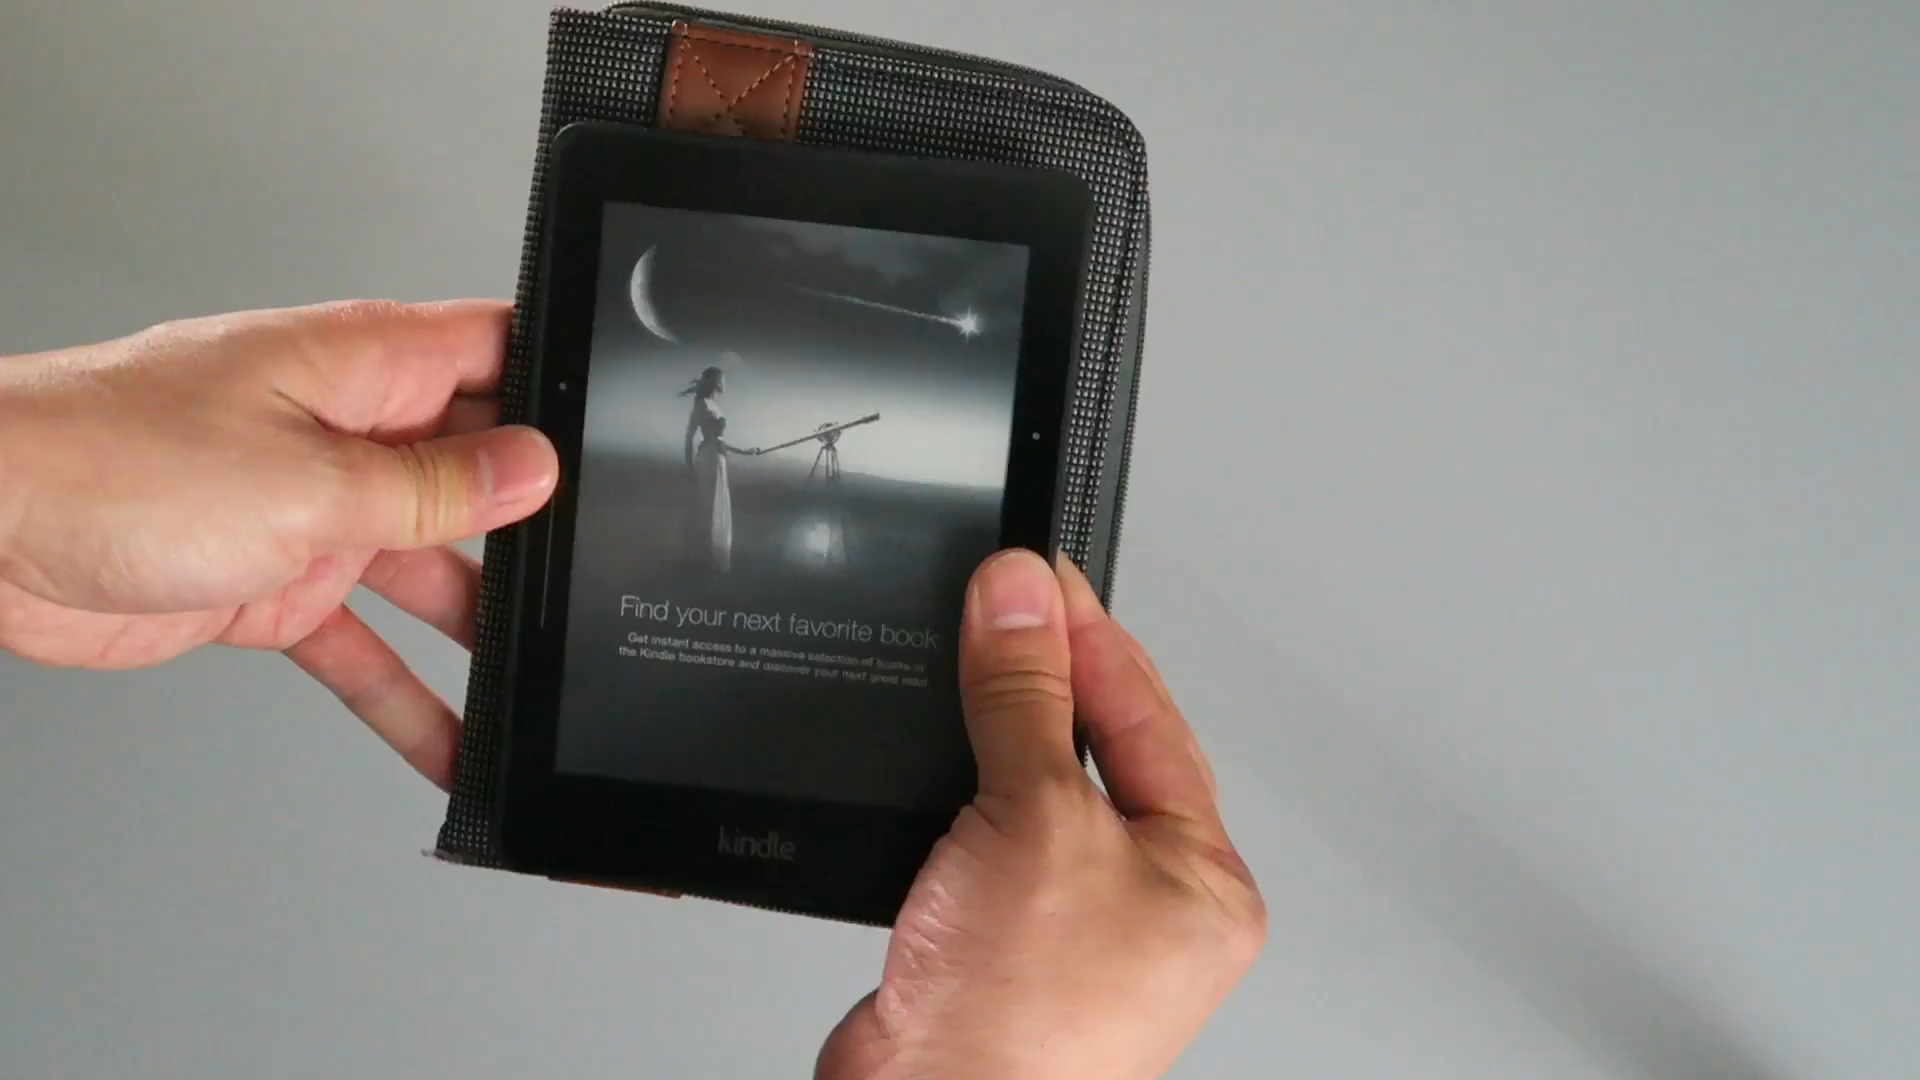 Find your next favorite book
Get instant access to a massive selection of books in
the Kindle bookstore and discover your next great read
kindle